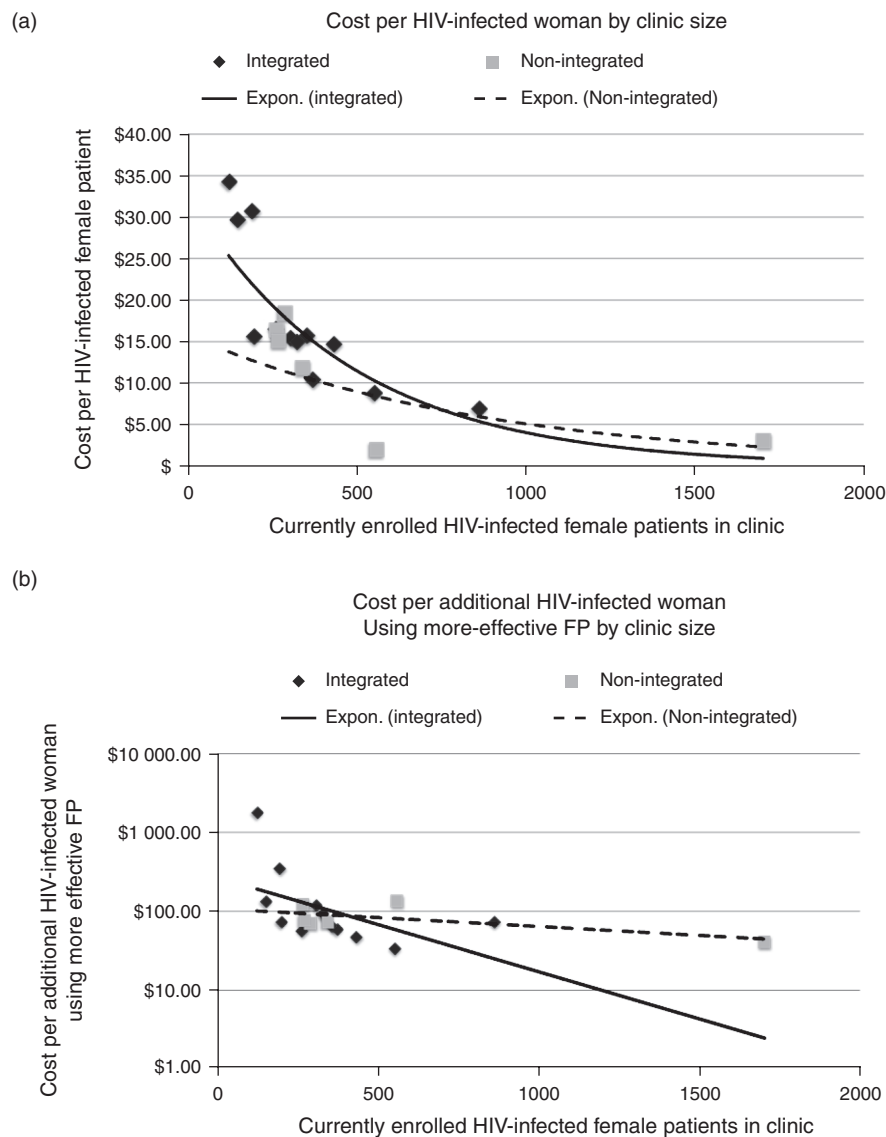 (a)
Cost per HIV-infected woman by clinic size
Integrated
Non-integrated
Expon. (integrated)
Expon. (Non-integrated)
Cost per HIV-infected female patient
$40.00
$35.00
$30.00
$25.00
$20.00
$15.00
$10.00
$5.00
$
0
500
1000
1500
2000
Currently enrolled HIV-infected female patients in clinic
(b)
Cost per additional HIV-infected woman
Using more-effective FP by clinic size
Integrated
Non-integrated
Expon. (integrated)
Expon. (Non-integrated)
Cost per additional HIV-infected woman
using more effective FP
$10 000.00
$1 000.00
$100.00
$10.00
$1.00
0
500
1000
1500
2000
Currently enrolled HIV-infected female patients in clinic